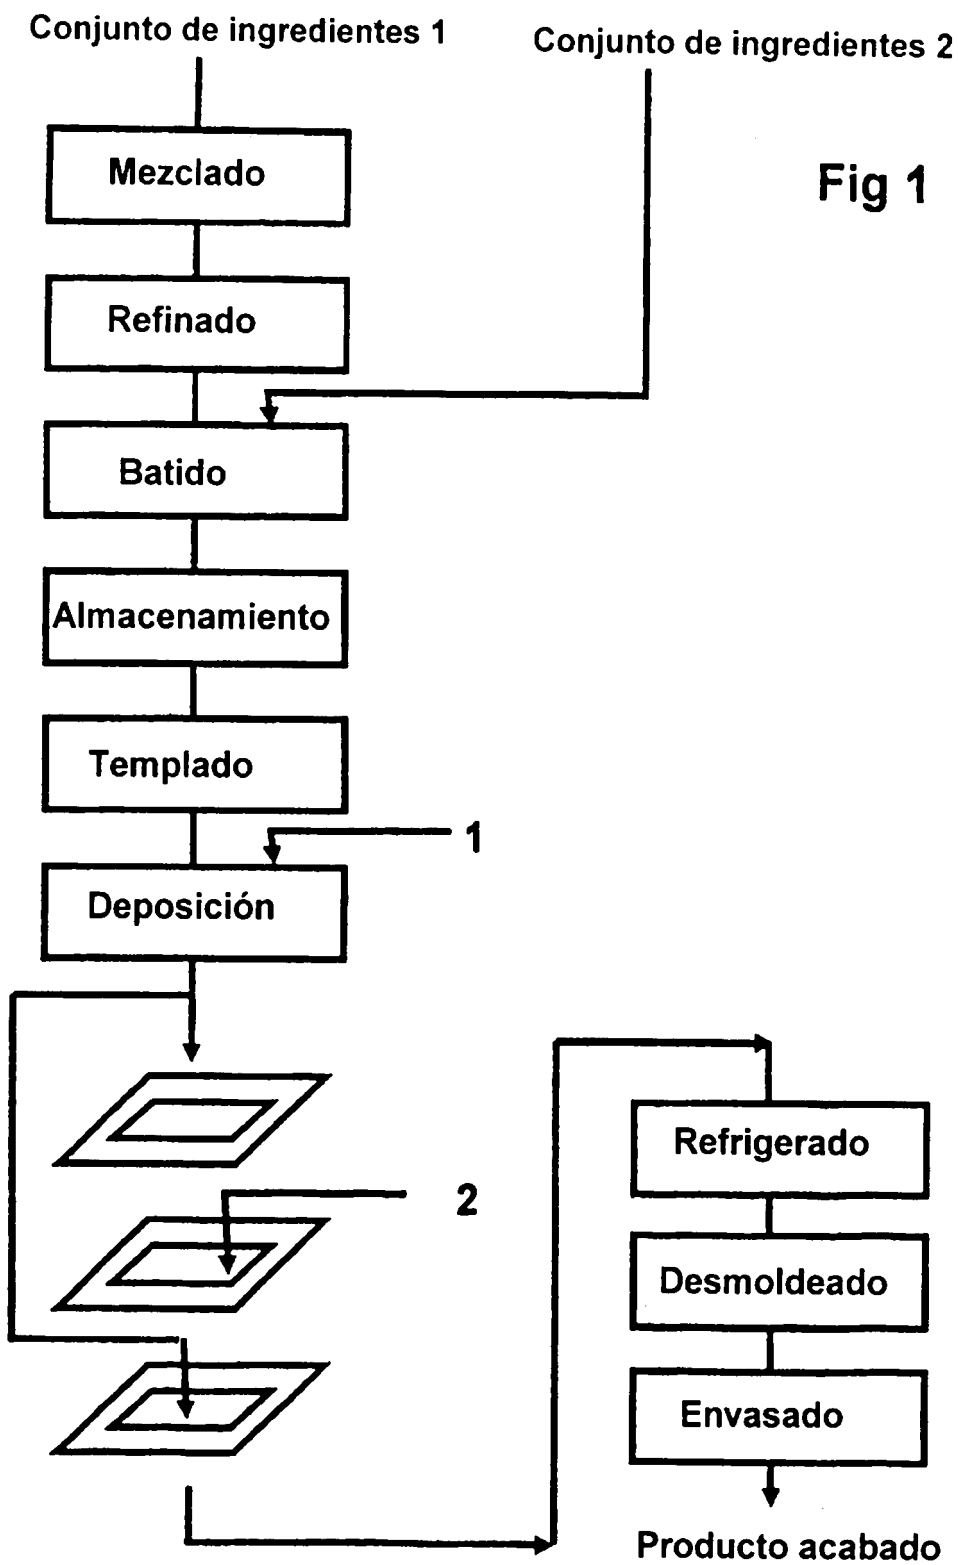 Conjunto de ingredientes 1
Conjunto de ingredientes 2
Fig 1
Mezclado
Refinado
Batido
Almacenamiento
Templado
1
Deposición
2
Refrigerado
Desmoldeado
Envasado
Producto acabado